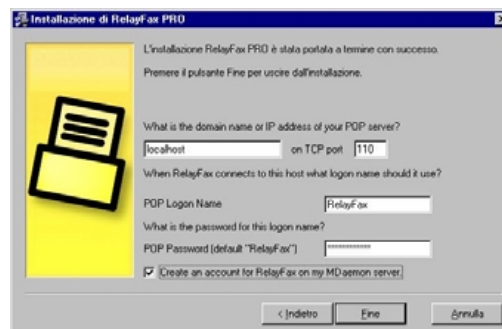 Installazione di RelayFax PRO
L'installazione RelayFax PRO è stata portata a termine con successo.
Premere il pulsante Fine per uscire dall'installazione.
What is the domain name or IP address of your POP server?
localhost on TCP port 110
When RelayFax connects to this host what logon name should it use?
POP Logon Name RelayFax
What is the password for this logon name?
POP Password (default "RelayFax") ************
Create an account for RelayFax on my MDaemon server.
< Indietro Fine Annulla